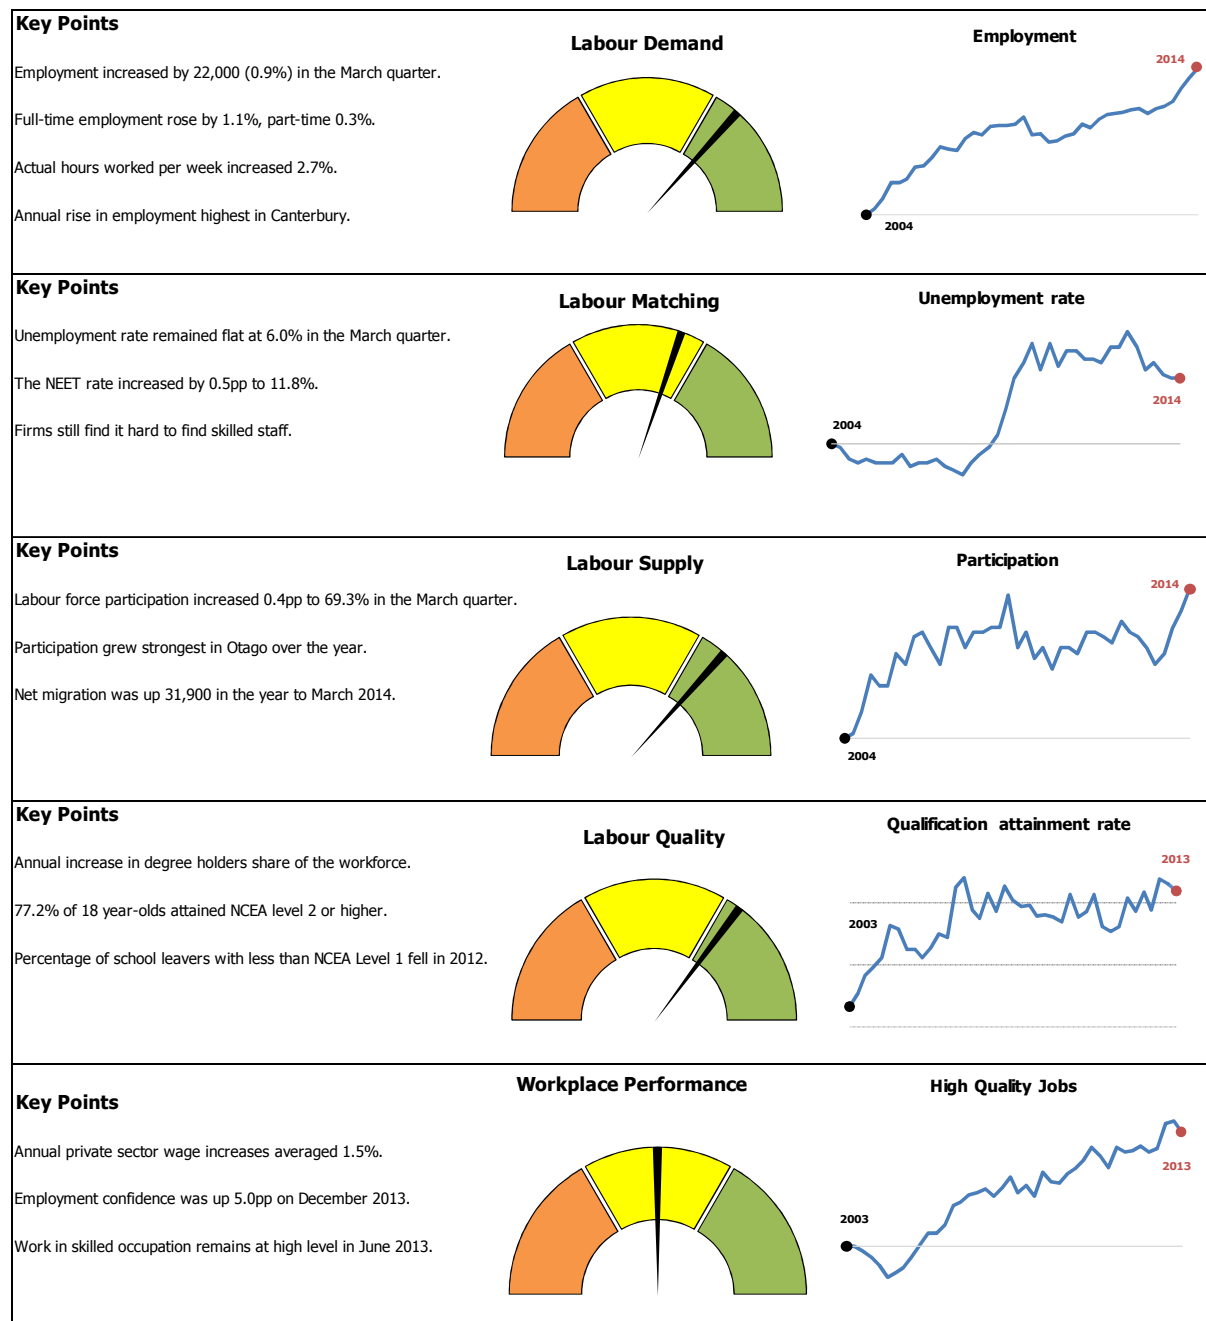 Key Points
Employment increased by 22,000 (0.9%) in the March quarter.
Full-time employment rose by 1.1%, part-time 0.3%.
Actual hours worked per week increased 2.7%.
Annual rise in employment highest in Canterbury.
Labour Demand
Employment
2014
2004
Key Points
Unemployment rate remained flat at 6.0% in the March quarter.
The NEET rate increased by 0.5pp to 11.8%.
Firms still find it hard to find skilled staff.
Labour Matching
Unemployment rate
2004
2014
Key Points
Labour force participation increased 0.4pp to 69.3% in the March quarter.
Participation grew strongest in Otago over the year.
Net migration was up 31,900 in the year to March 2014.
Labour Supply
Participation
2014
2004
Key Points
Annual increase in degree holders share of the workforce.
77.2% of 18 year-olds attained NCEA level 2 or higher.
Percentage of school leavers with less than NCEA Level 1 fell in 2012.
Labour Quality
Qualification attainment rate
2013
2003
Key Points
Annual private sector wage increases averaged 1.5%.
Employment confidence was up 5.0pp on December 2013.
Work in skilled occupation remains at high level in June 2013.
Workplace Performance
High Quality Jobs
2003
2013